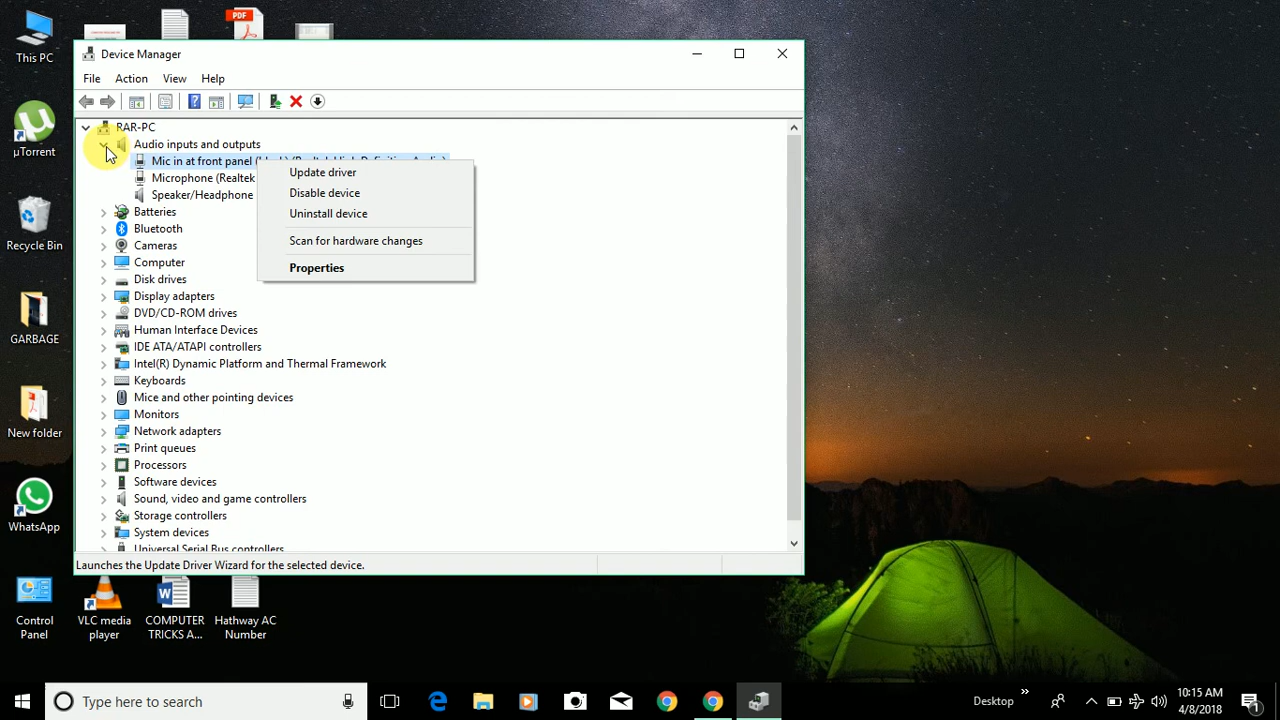 This PC
PDF
Device Manager
File Action View Help
RAR-PC
Audio inputs and outputs
Mic in at front panel
Microphone (Realtek
Speaker/Headphone
Update driver
Disable device
Uninstall device
Scan for hardware changes
Properties
Batteries
Bluetooth
Cameras
Computer
Disk drives
Display adapters
DVD/CD-ROM drives
Human Interface Devices
IDE ATA/ATAPI controllers
Intel(R) Dynamic Platform and Thermal Framework
Keyboards
Mice and other pointing devices
Monitors
Network adapters
Print queues
Processors
Software devices
Sound, video and game controllers
Storage controllers
System devices
Universal Serial Bus controllers
Launches the Update Driver Wizard for the selected device.
µTorrent
Recycle Bin
GARBAGE
New folder
WhatsApp
Control
Panel
VLC media
player
COMPUTER
TRICKS A...
Hathway AC
Number
Type here to search
Desktop
:15 AM
4/8/2018
1